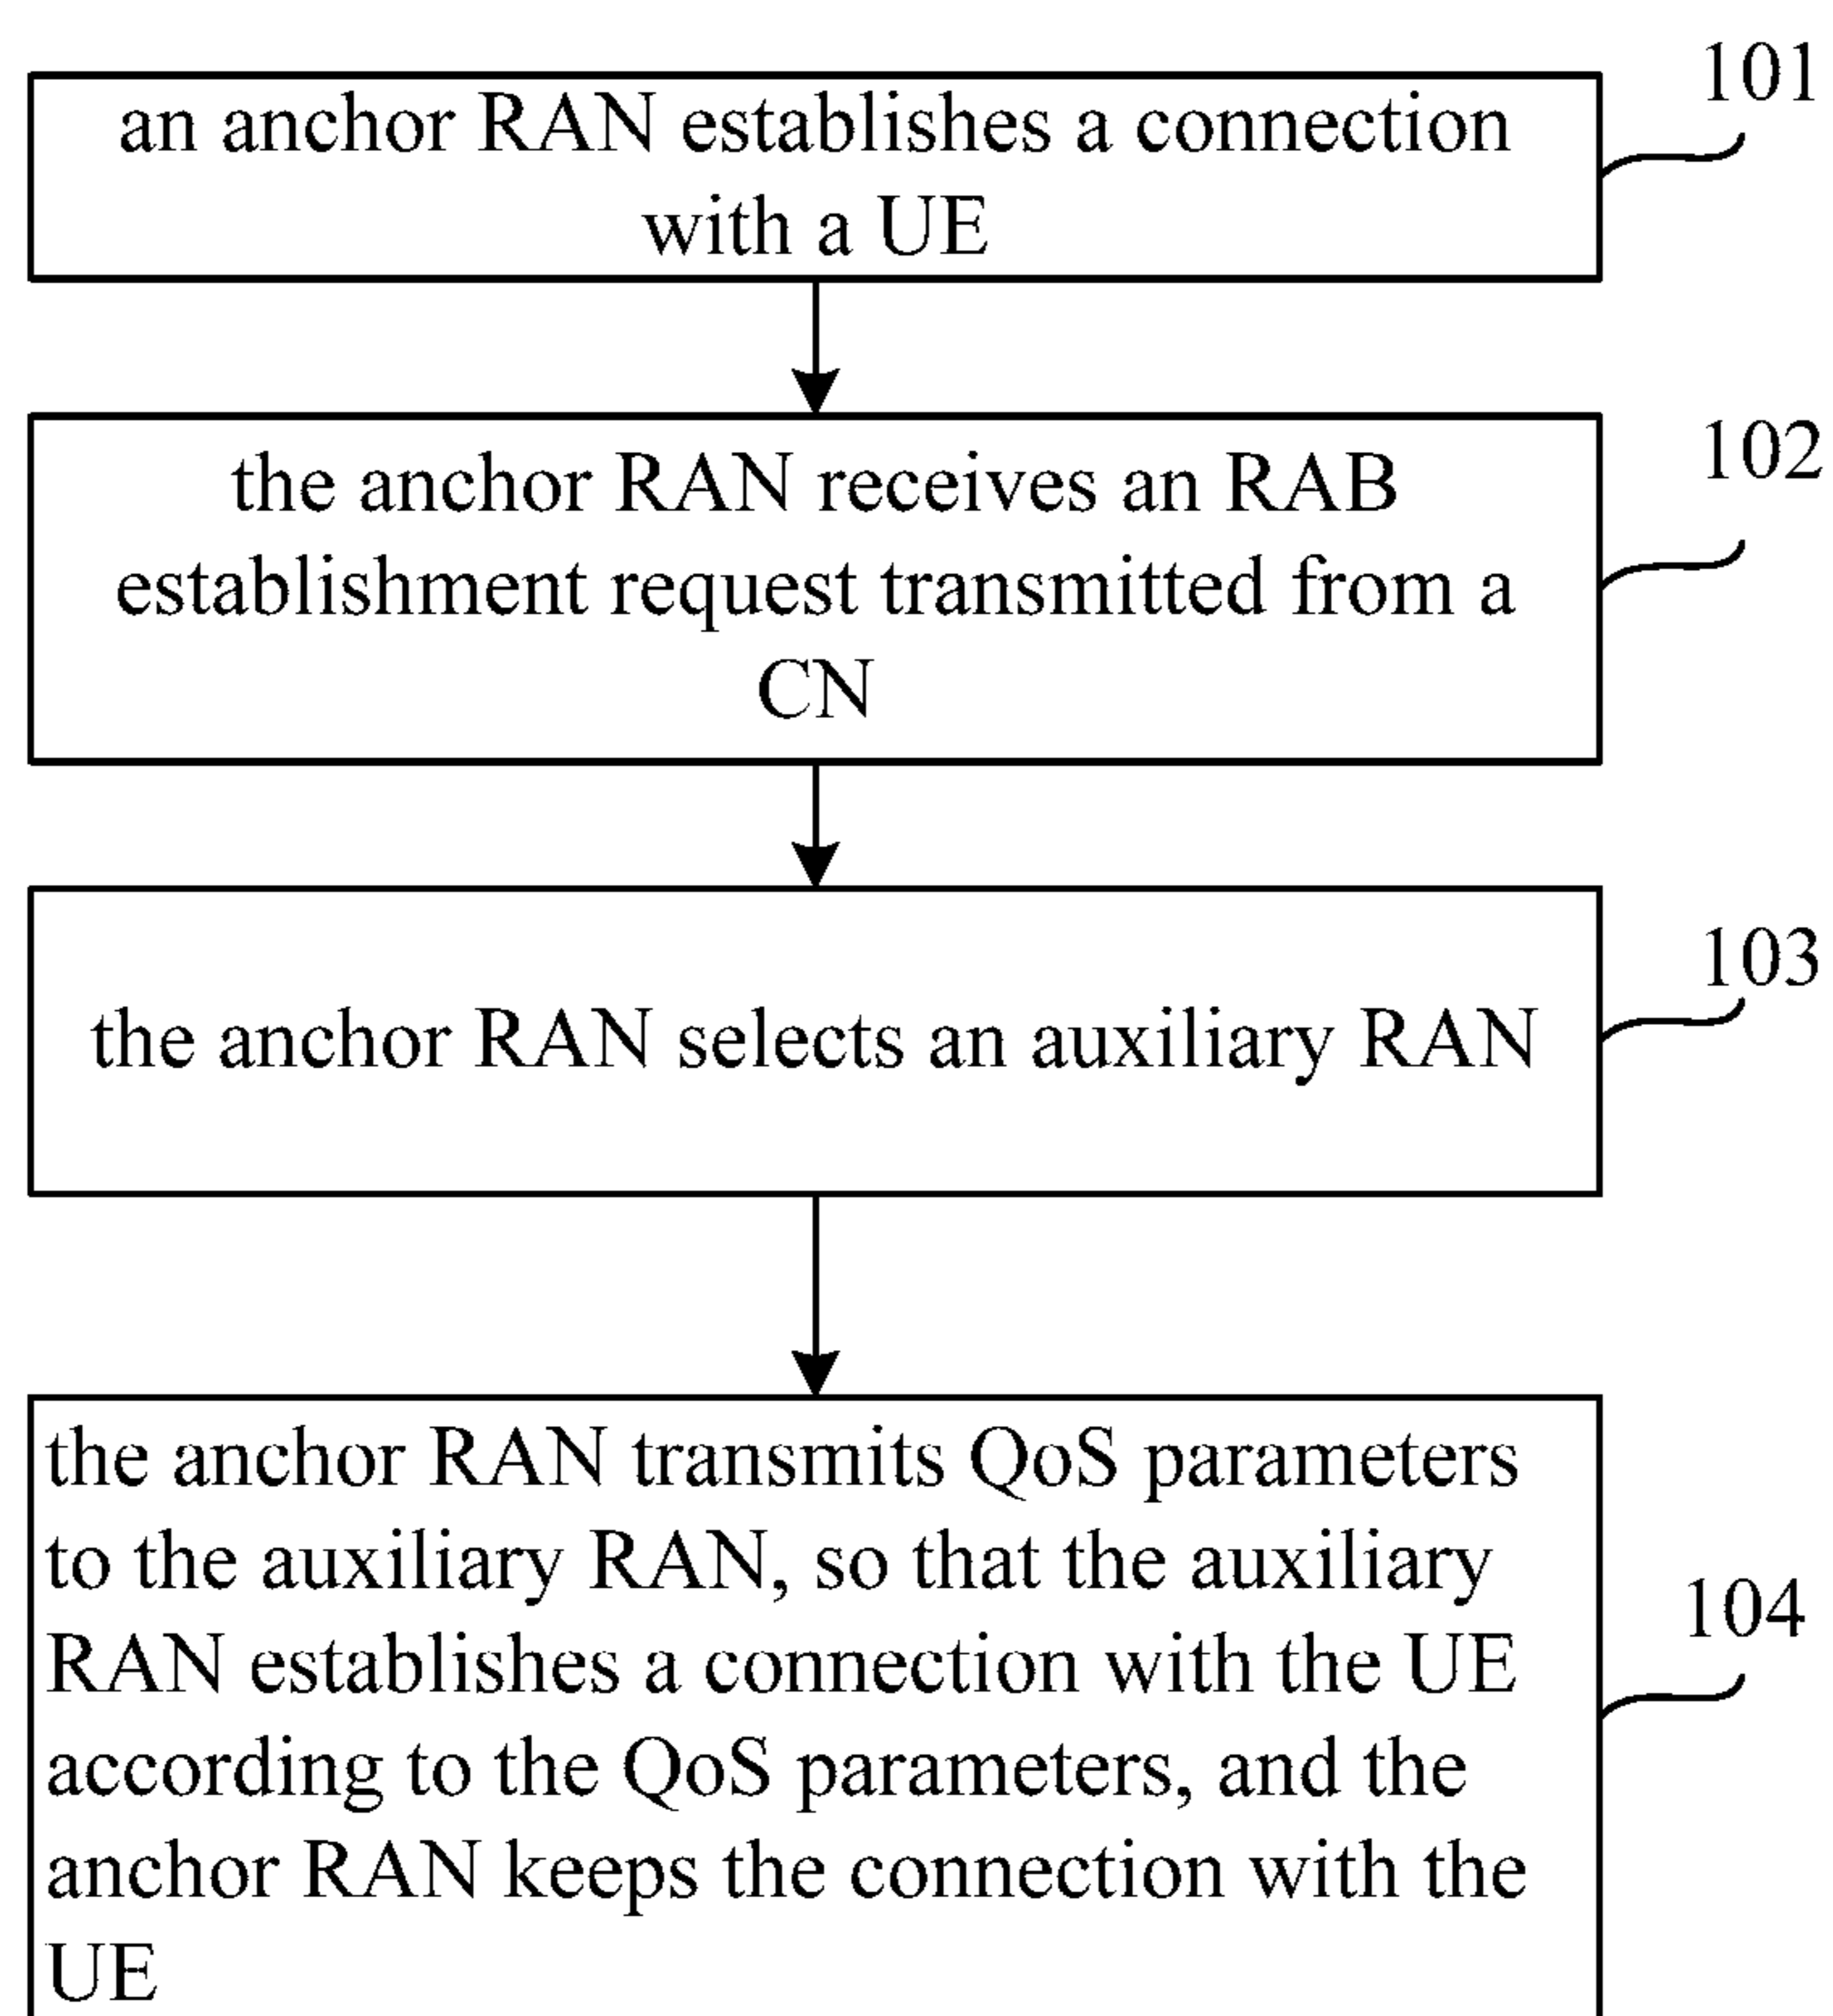 101
an anchor RAN establishes a connection
with a UE
102
the anchor RAN receives an RAB
establishment request transmitted from a
CN
103
the anchor RAN selects an auxiliary RAN
the anchor RAN transmits QoS parameters
to the auxiliary RAN, so that the auxiliary
104
RAN establishes a connection with the UE
according to the QoS parameters, and the
anchor RAN keeps the connection with the
UE